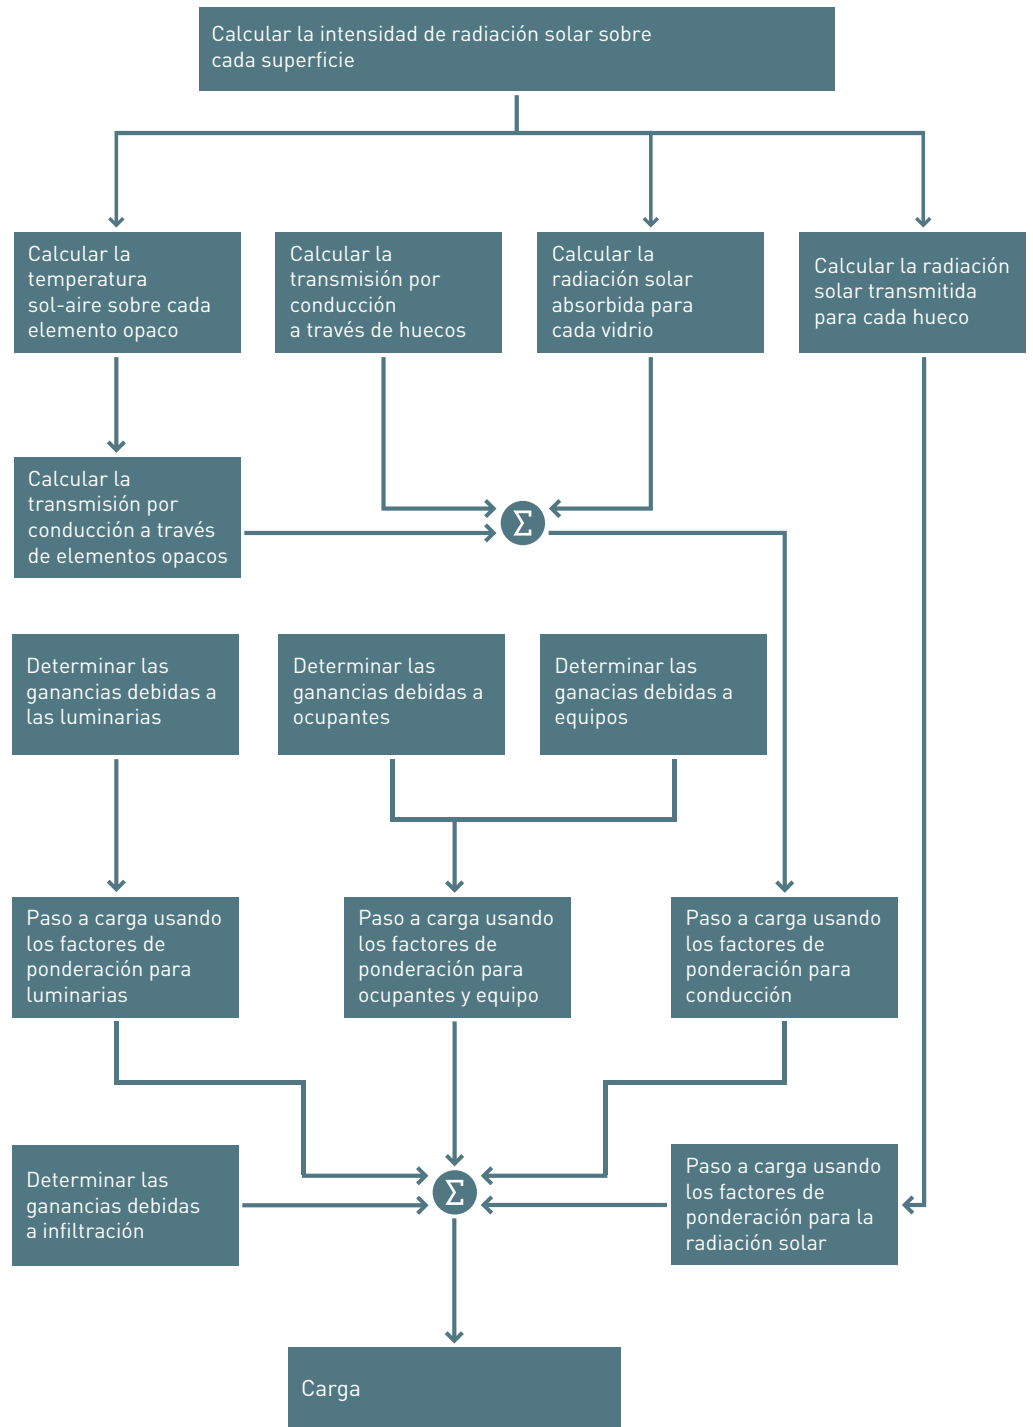 Calcular la intensidad de radiación solar sobre
cada superficie
Calcular la
temperatura
sol-aire sobre cada
elemento opaco
Calcular la
transmisión por
conducción
a través de huecos
Calcular la
radiación solar
absorbida para
cada vidrio
Calcular la radiación
solar transmitida
para cada hueco
Calcular la
transmisión por
conducción a través
de elementos opacos
Σ
Determinar las
ganancias debidas a
las luminarias
Determinar las
ganancias debidas a
ocupantes
Determinar las
ganacias debidas a
equipos
Paso a carga usando
los factores de
ponderación para
luminarias
Paso a carga usando
los factores de
ponderación para
ocupantes y equipo
Paso a carga usando
los factores de
ponderación para
conducción
Determinar las
ganancias debidas
a infiltración
Σ
Paso a carga usando
los factores de
ponderación para la
radiación solar
Carga